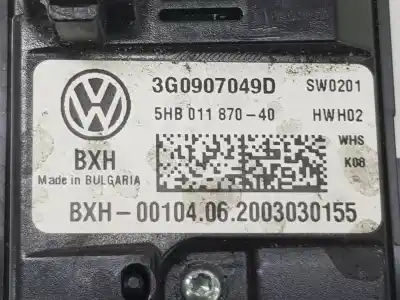 3G0907049D SW0201
5HB 011 870-40 HWH02
BXH WHS
Made in BULGARIA K08
BXH-00104.06.2003030155